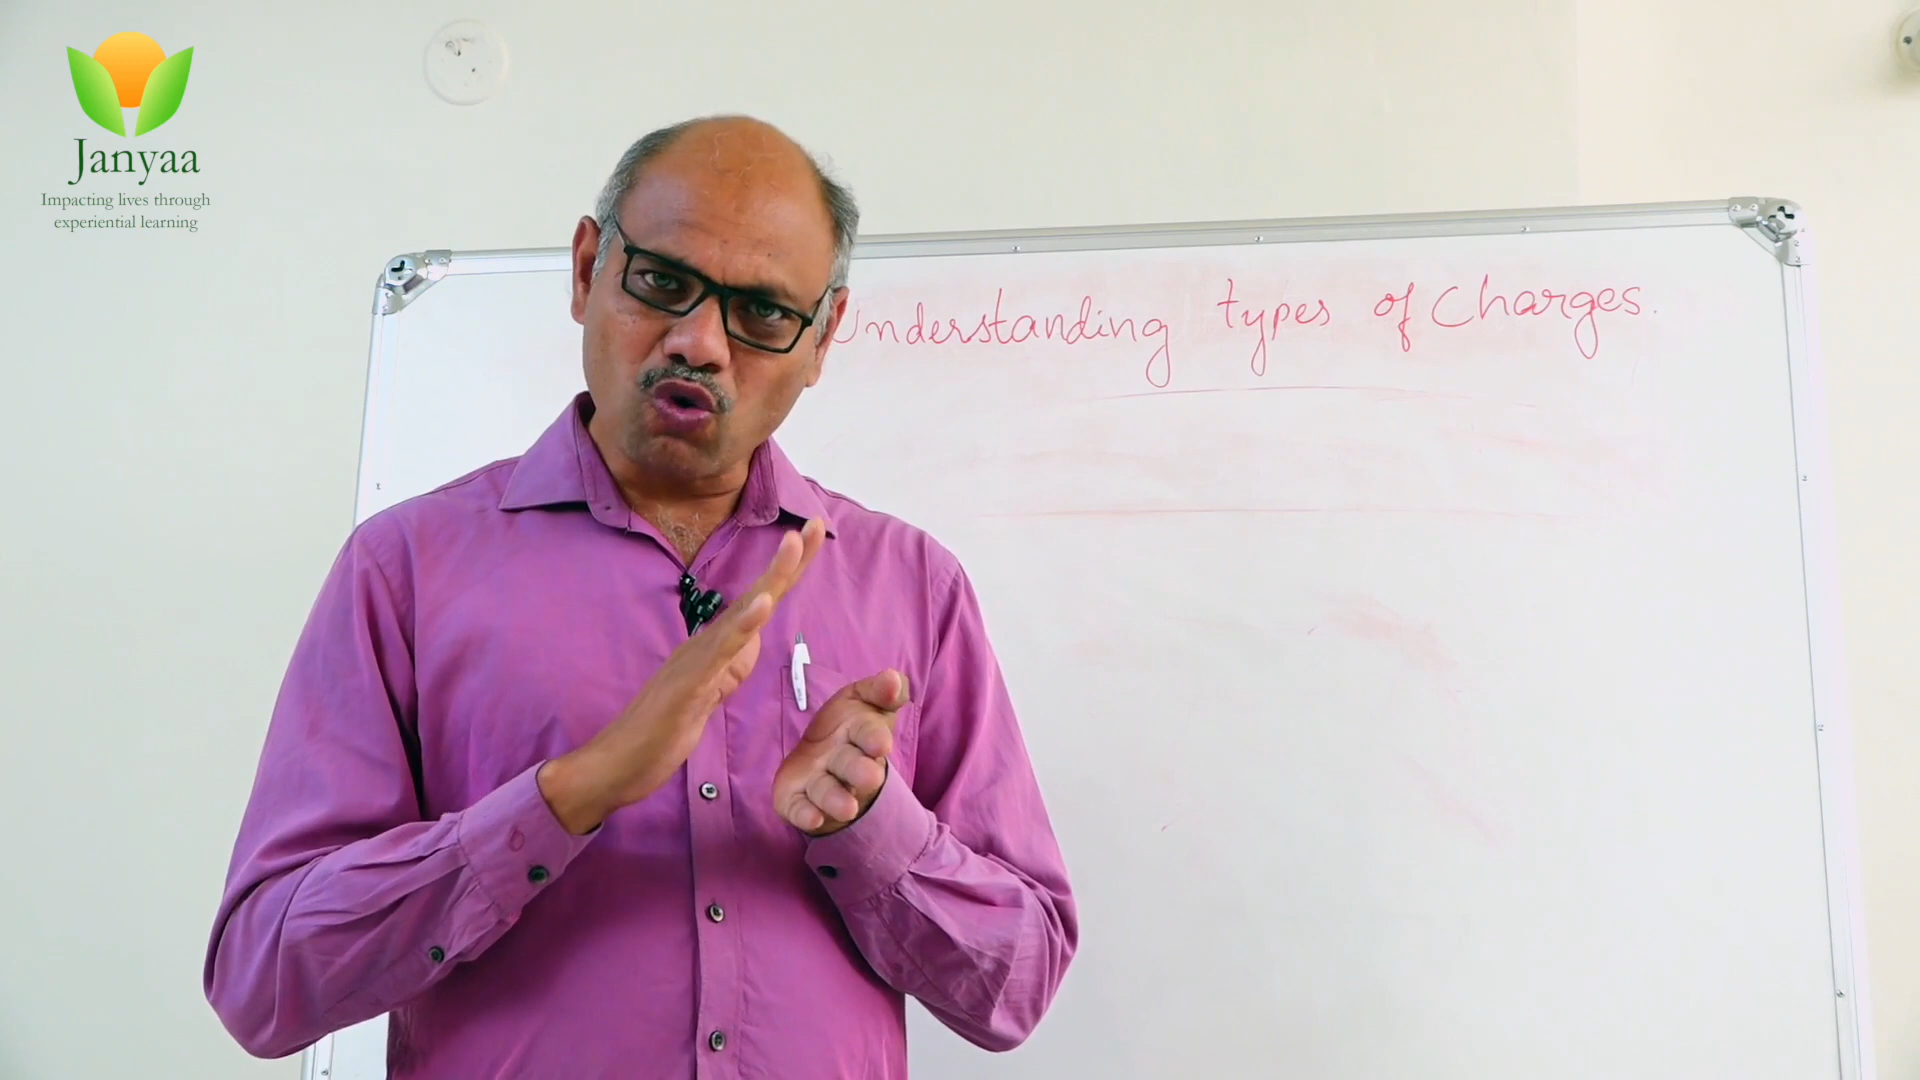 Janyaa
Impacting lives through
experiential learning
Understanding types of Charges.